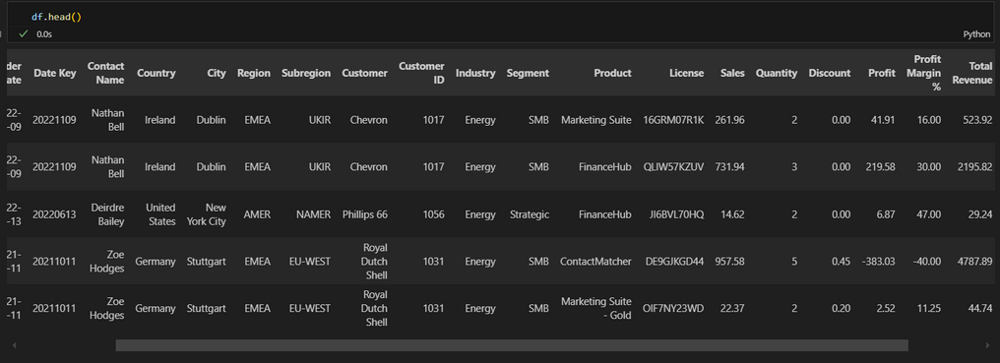 df.head()
0.0s
Python
der ate Date Key Contact Name Country City Region Subregion Customer Customer ID Industry Segment Product License Sales Quantity Discount Profit Profit Margin % Total Revenue
22- -09 20221109 Nathan Bell Ireland Dublin EMEA UKIR Chevron 1017 Energy SMB Marketing Suite 16GRM07R1K 261.96 2 0.00 41.91 16.00 523.92
22- -09 20221109 Nathan Bell Ireland Dublin EMEA UKIR Chevron 1017 Energy SMB FinanceHub QLIW57KZUV 731.94 3 0.00 219.58 30.00 2195.82
22- -13 20220613 Deirdre Bailey United States New York City AMER NAMER Phillips 66 1056 Energy Strategic FinanceHub JI6BVL70HQ 14.62 2 0.00 6.87 47.00 29.24
21- -11 20211011 Zoe Hodges Germany Stuttgart EMEA EU-WEST Royal Dutch Shell 1031 Energy SMB ContactMatcher DE9GJKGD44 957.58 5 0.45 -383.03 -40.00 4787.89
21- -11 20211011 Zoe Hodges Germany Stuttgart EMEA EU-WEST Royal Dutch Shell 1031 Energy SMB Marketing Suite - Gold OIF7NY23WD 22.37 2 0.20 2.52 11.25 44.74